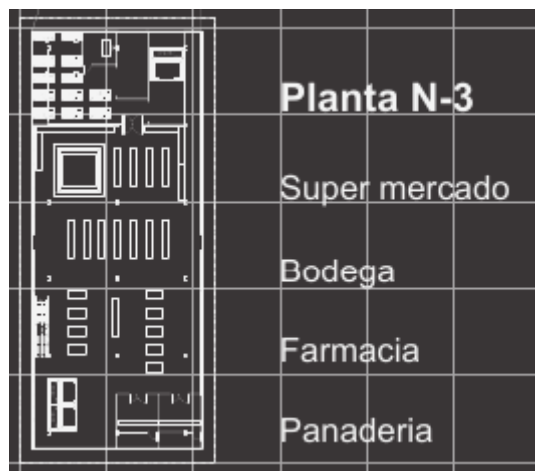 Planta N-3
Super mercado
Bodega
Farmacia
Panaderia